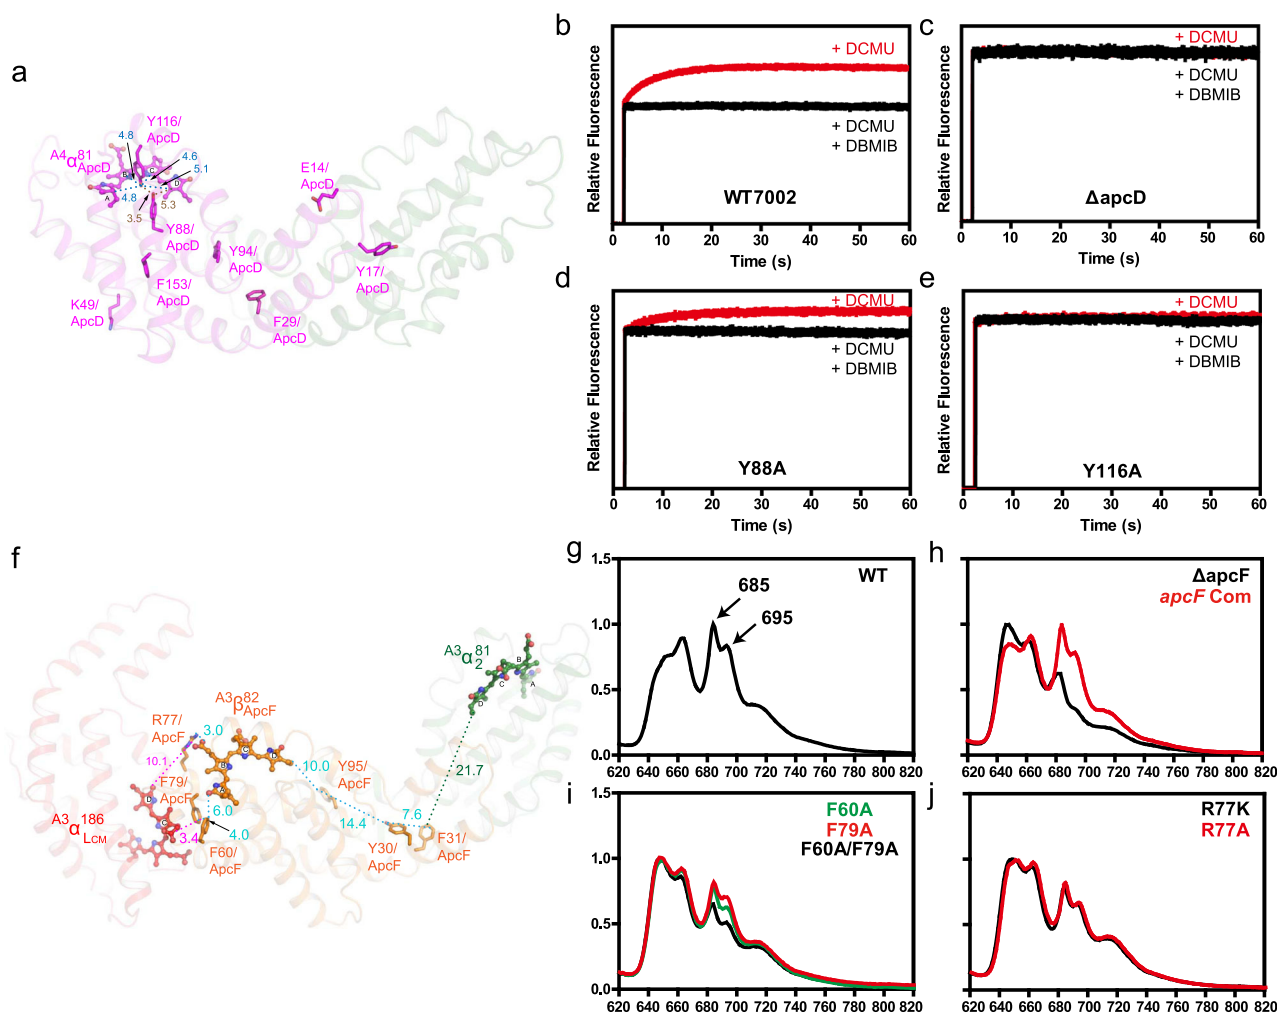 a
Y116/
ApcD
4.8
A4α81ApcD
4.6
5.1
B
C
D
A
4.8
3.5
5.3
Y88/
ApcD
E14/
ApcD
Y94/
ApcD
Y17/
ApcD
F153/
ApcD
K49/
ApcD
F29/
ApcD
b
Relative Fluorescence
+ DCMU
+ DCMU
+ DBMIB
WT7002
0 10 20 30 40 50 60
Time (s)
c
Relative Fluorescence
+ DCMU
+ DCMU
+ DBMIB
ΔapcD
0 10 20 30 40 50 60
Time (s)
d
Relative Fluorescence
+ DCMU
+ DCMU
+ DBMIB
Y88A
0 10 20 30 40 50 60
Time (s)
e
Relative Fluorescence
+ DCMU
+ DCMU
+ DBMIB
Y116A
0 10 20 30 40 50 60
Time (s)
f
A3α2 81
B
C
A
D
A3β82ApcF
R77/
ApcF
3.0
C
D
B
A
10.1
F79/
ApcF
10.0
Y95/
ApcF
21.7
D
6.0
A3α186LCM
C
3.4
4.0
14.4
7.6
F60/
ApcF
Y30/
ApcF
F31/
ApcF
g
1.5
WT
685
695
1.0
0.5
0.0
620 640 660 680 700 720 740 760 780 800 820
h
ΔapcF
apcF Com
620 640 660 680 700 720 740 760 780 800 820
i
1.5
F60A
F79A
F60A/F79A
1.0
0.5
0.0
620 640 660 680 700 720 740 760 780 800 820
j
R77K
R77A
620 640 660 680 700 720 740 760 780 800 820